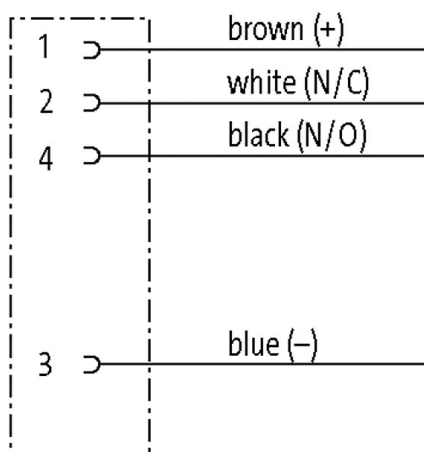 1 brown (+)
2 white (N/C)
4 black (N/O)
3 blue (–)